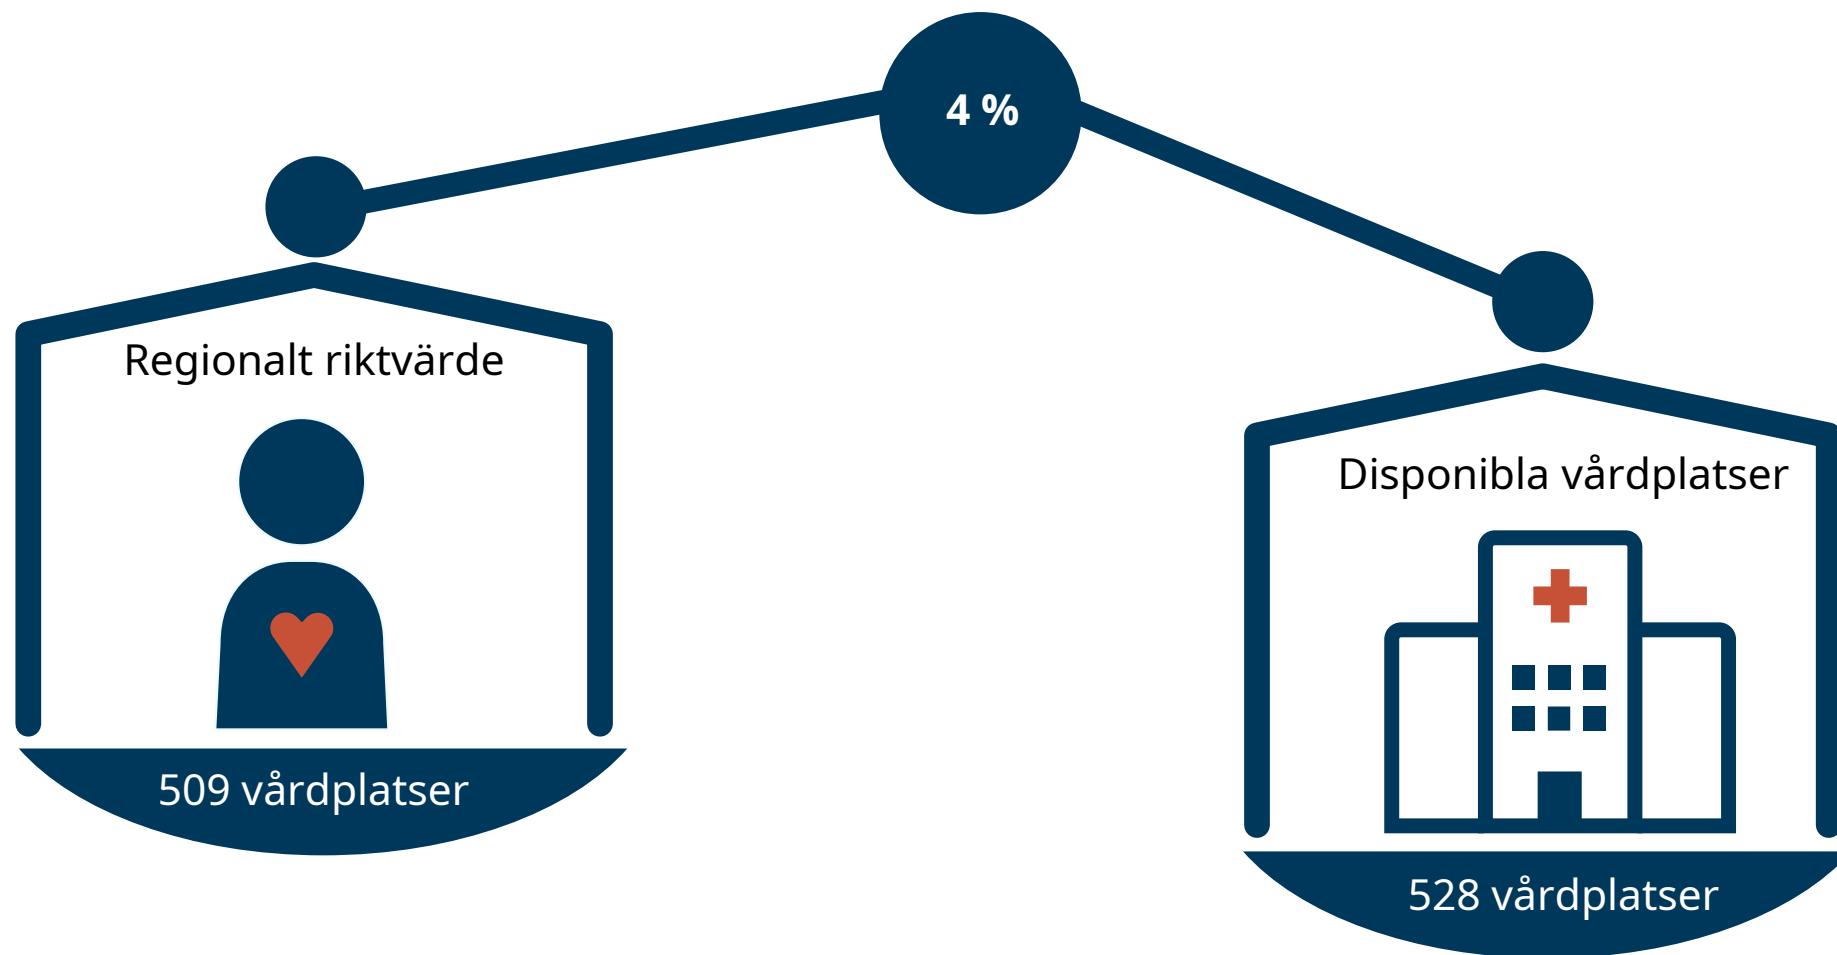 4 %
Regionalt riktvärde
509 vårdplatser
Disponibla vårdplatser
528 vårdplatser